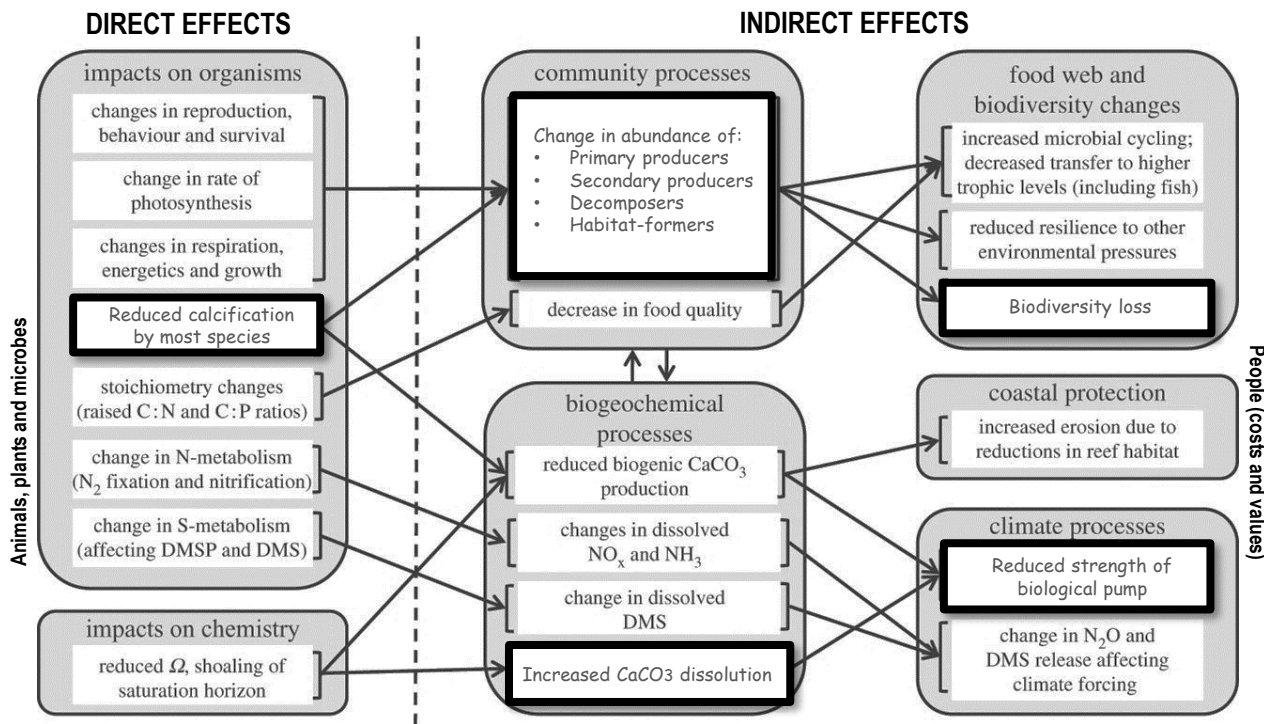 DIRECT EFFECTS
INDIRECT EFFECTS
Animals, plants and microbes
impacts on organisms
changes in reproduction,
behaviour and survival
change in rate of
photosynthesis
changes in respiration,
energetics and growth
Reduced calcification
by most species
stoichiometry changes
(raised C:N and C:P ratios)
change in N-metabolism
(N₂ fixation and nitrification)
change in S-metabolism
(affecting DMSP and DMS)
impacts on chemistry
reduced Ω, shoaling of
saturation horizon
community processes
Change in abundance of:
• Primary producers
• Secondary producers
• Decomposers
• Habitat-formers
decrease in food quality
biogeochemical
processes
reduced biogenic CaCO₃
production
changes in dissolved
NOₓ and NH₃
change in dissolved
DMS
Increased CaCO3 dissolution
food web and
biodiversity changes
increased microbial cycling;
decreased transfer to higher
trophic levels (including fish)
reduced resilience to other
environmental pressures
Biodiversity loss
coastal protection
increased erosion due to
reductions in reef habitat
climate processes
Reduced strength of
biological pump
change in N₂O and
DMS release affecting
climate forcing
People (costs and values)